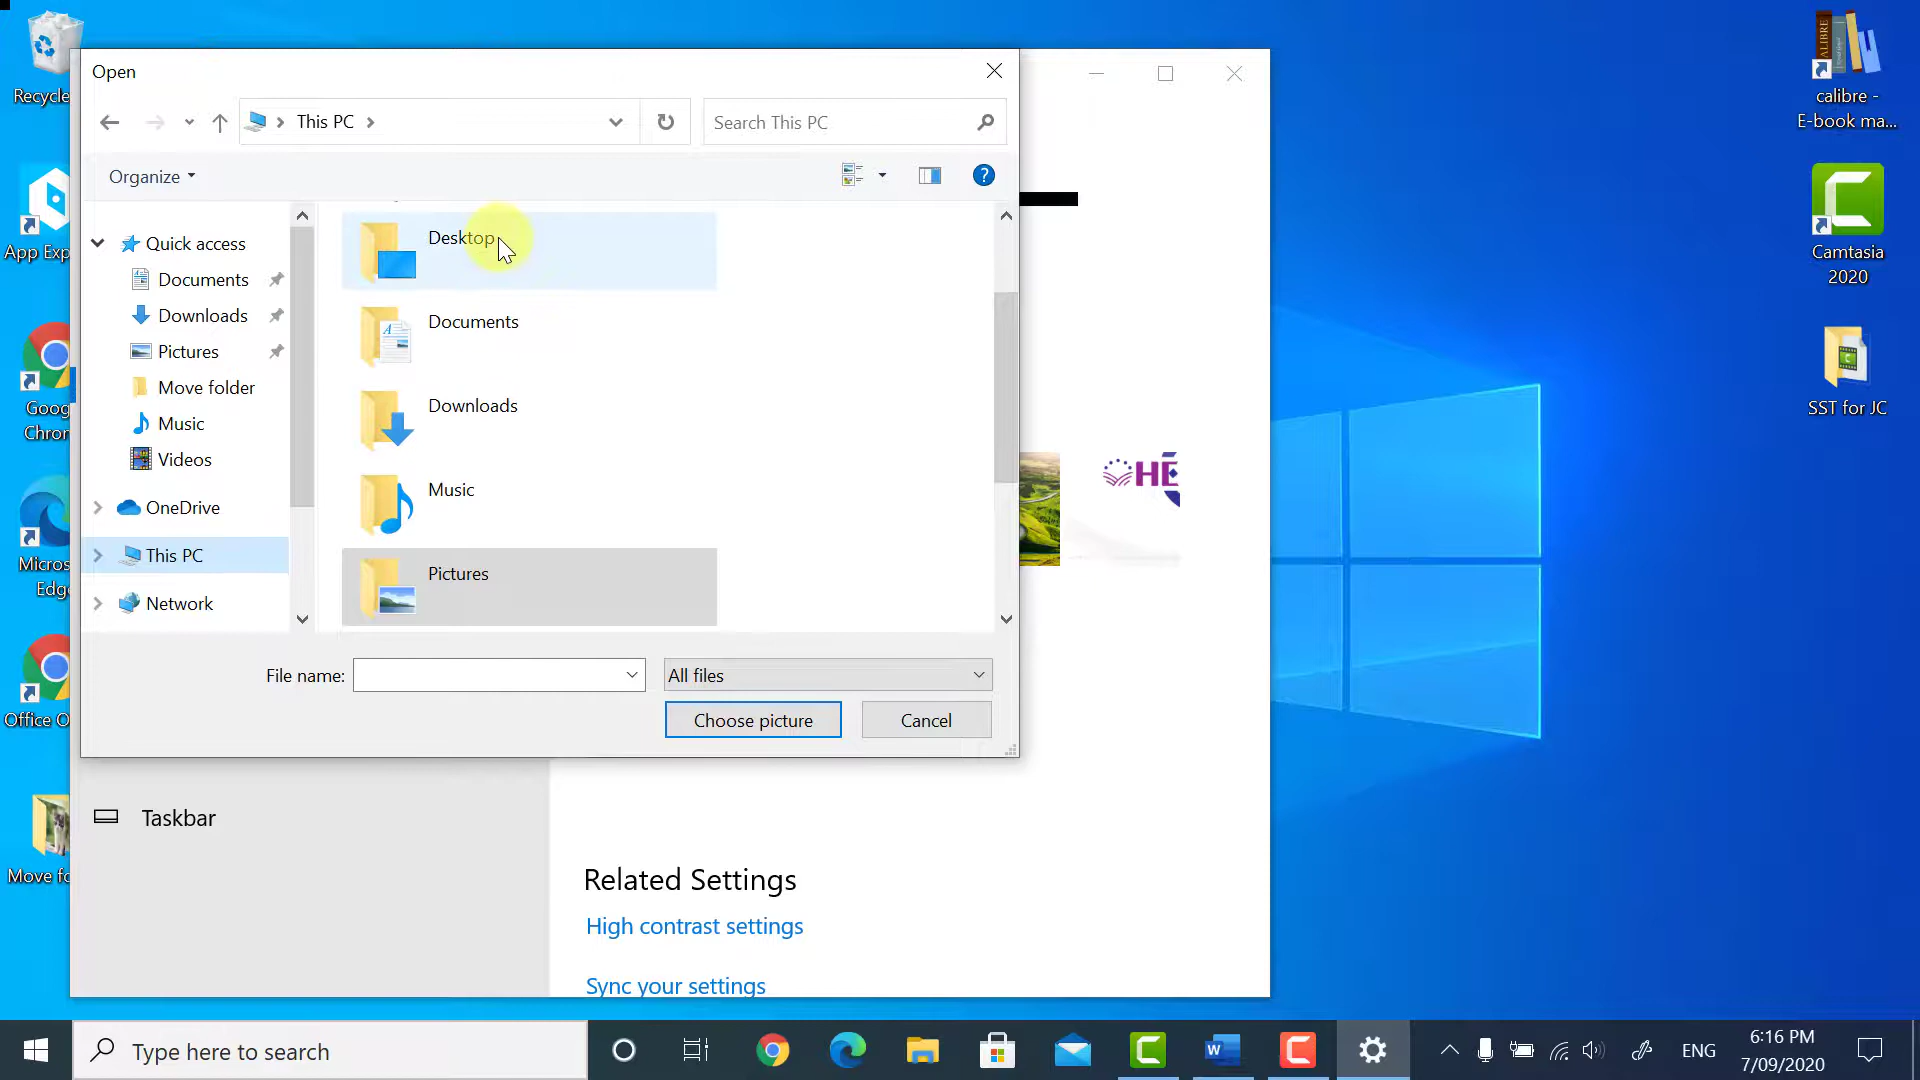 Recycle
App Exp
Goog
Chron
Micros
Edg
Office O
Move fo
Open
This PC
Search This PC
Organize
Quick access
Documents
Downloads
Pictures
Move folder
Music
Videos
OneDrive
This PC
Network
Desktop
Documents
Downloads
Music
Pictures
File name:
All files
Choose picture
Cancel
HE
Taskbar
Related Settings
High contrast settings
Sync your settings
CALIBRE
calibre -
E-book ma...
Camtasia
2020
SST for JC
Type here to search
ENG
6:16 PM
7/09/2020